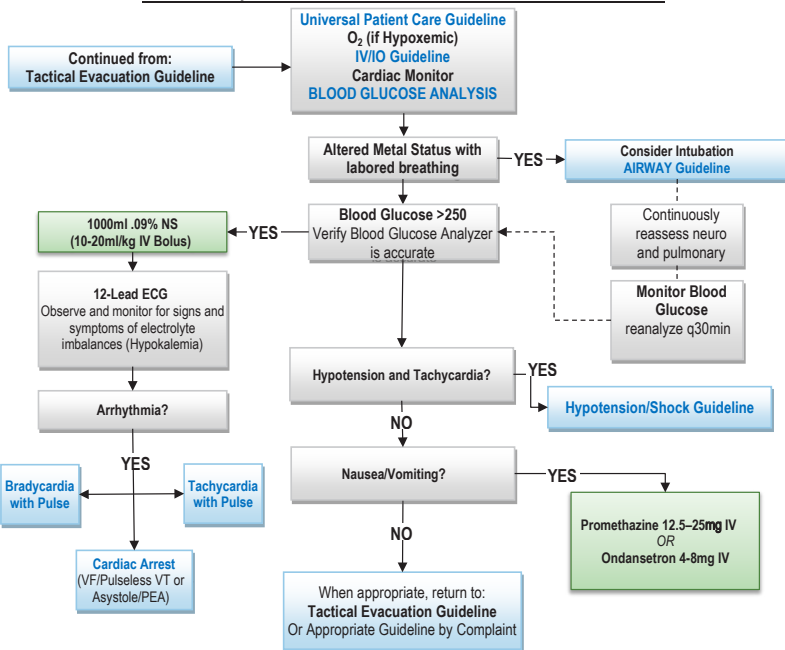 Universal Patient Care Guideline
O₂ (if Hypoxemic)
IV/IO Guideline
Cardiac Monitor
BLOOD GLUCOSE ANALYSIS
Continued from:
Tactical Evacuation Guideline
Altered Metal Status with
labored breathing
YES
Consider Intubation
AIRWAY Guideline
1000ml .09% NS
(10-20ml/kg IV Bolus)
YES
Blood Glucose >250
Verify Blood Glucose Analyzer
is accurate
Continuously
reassess neuro
and pulmonary
12-Lead ECG
Observe and monitor for signs and
symptoms of electrolyte
imbalances (Hypokalemia)
Monitor Blood
Glucose
reanalyze q30min
Hypotension and Tachycardia?
YES
Hypotension/Shock Guideline
Arrhythmia?
NO
YES
Bradycardia
with Pulse
Tachycardia
with Pulse
Nausea/Vomiting?
YES
Promethazine 12.5–25mg IV
OR
Ondansetron 4-8mg IV
NO
Cardiac Arrest
(VF/Pulseless VT or
Asystole/PEA)
When appropriate, return to:
Tactical Evacuation Guideline
Or Appropriate Guideline by Complaint